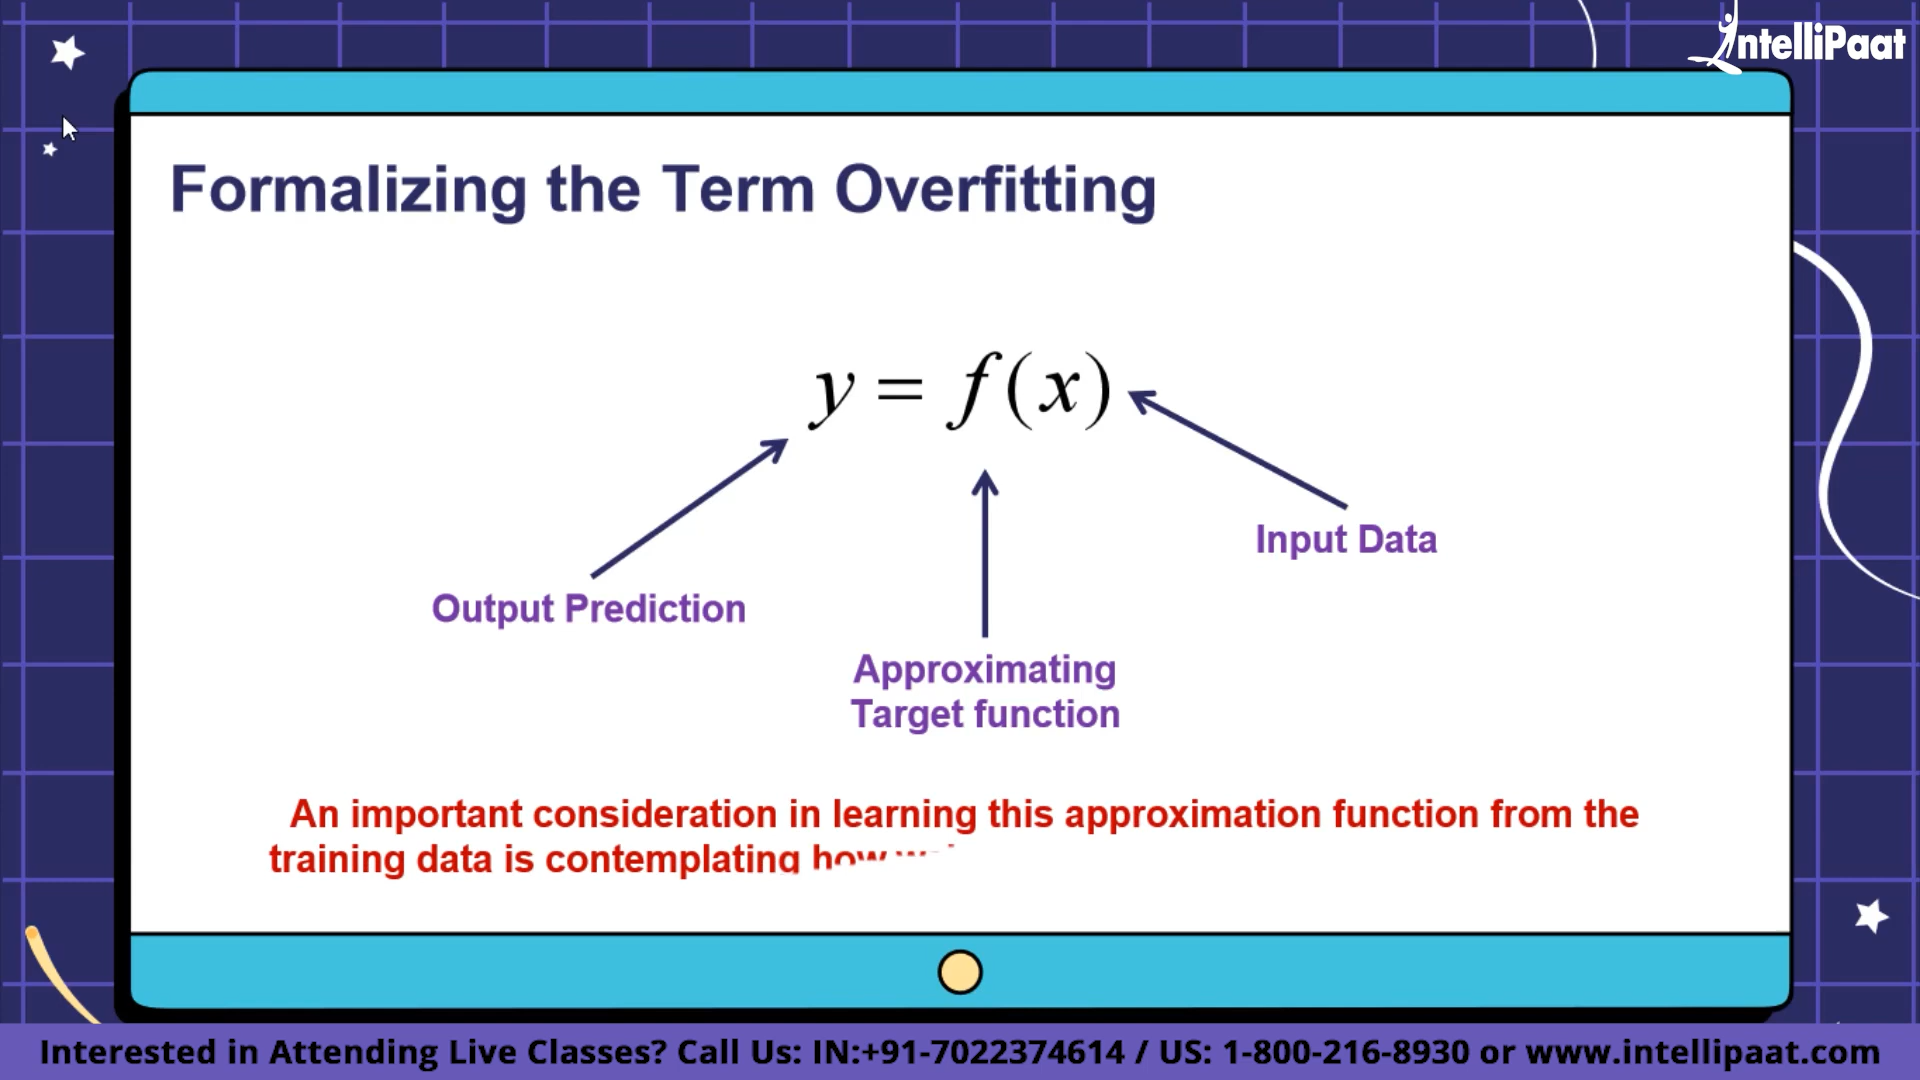 IntelliPaat
Formalizing the Term Overfitting
y = f(x)
Input Data
Output Prediction
Approximating
Target function
An important consideration in learning this approximation function from the
training data is contemplating how
Interested in Attending Live Classes? Call Us: IN:+91-7022374614 / US: 1-800-216-8930 or www.intellipaat.com